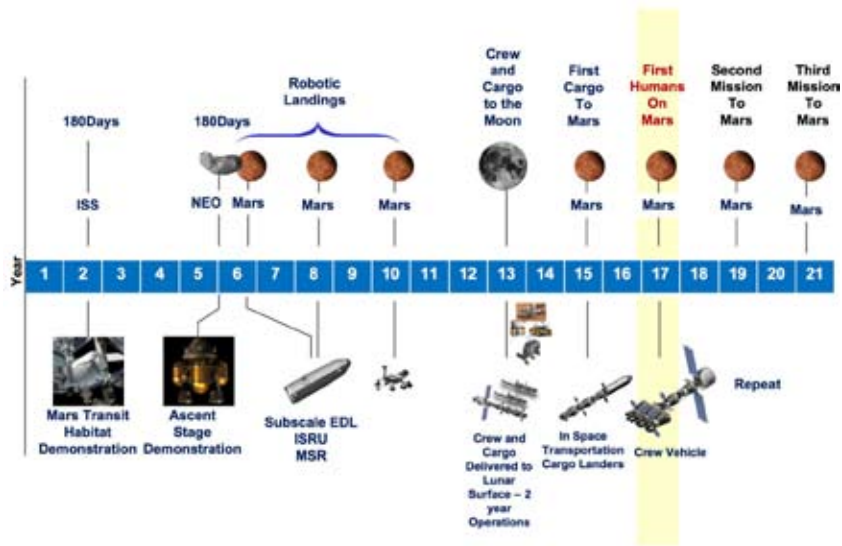 Crew
and
Cargo
to the
Moon
First
Cargo
To
Mars
First
Humans
On
Mars
Second
Mission
To
Mars
Third
Mission
To
Mars
Robotic
Landings
180Days
180Days
ISS
NEO
Mars
Mars
Mars
Mars
Mars
Mars
Mars
Year
1 2 3 4 5 6 7 8 9 10 11 12 13 14 15 16 17 18 19 20 21
Mars Transit
Habitat
Demonstration
Ascent
Stage
Demonstration
Subscale EDL
ISRU
MSR
Crew and
Cargo
Delivered to
Lunar
Surface – 2
year
Operations
In Space
Transportation
Cargo Landers
Crew Vehicle
Repeat